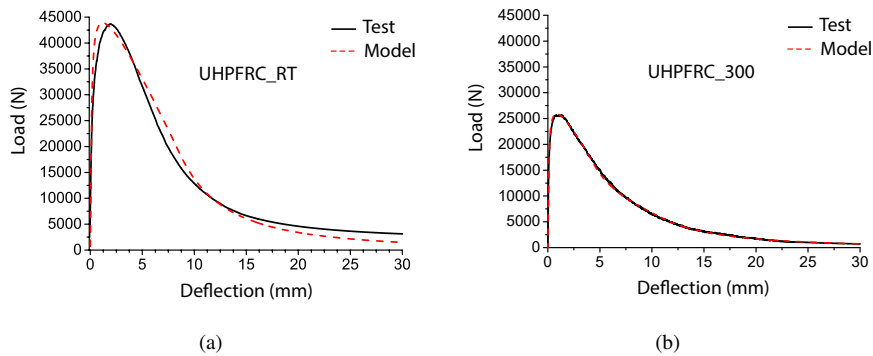 45000
40000
35000
30000
25000
20000
15000
10000
5000
0
Load (N)
0 5 10 15 20 25 30
Deflection (mm)
Test
Model
UHPFRC_RT
(a)
45000
40000
35000
30000
25000
20000
15000
10000
5000
0
Load (N)
0 5 10 15 20 25 30
Deflection (mm)
Test
Model
UHPFRC_300
(b)